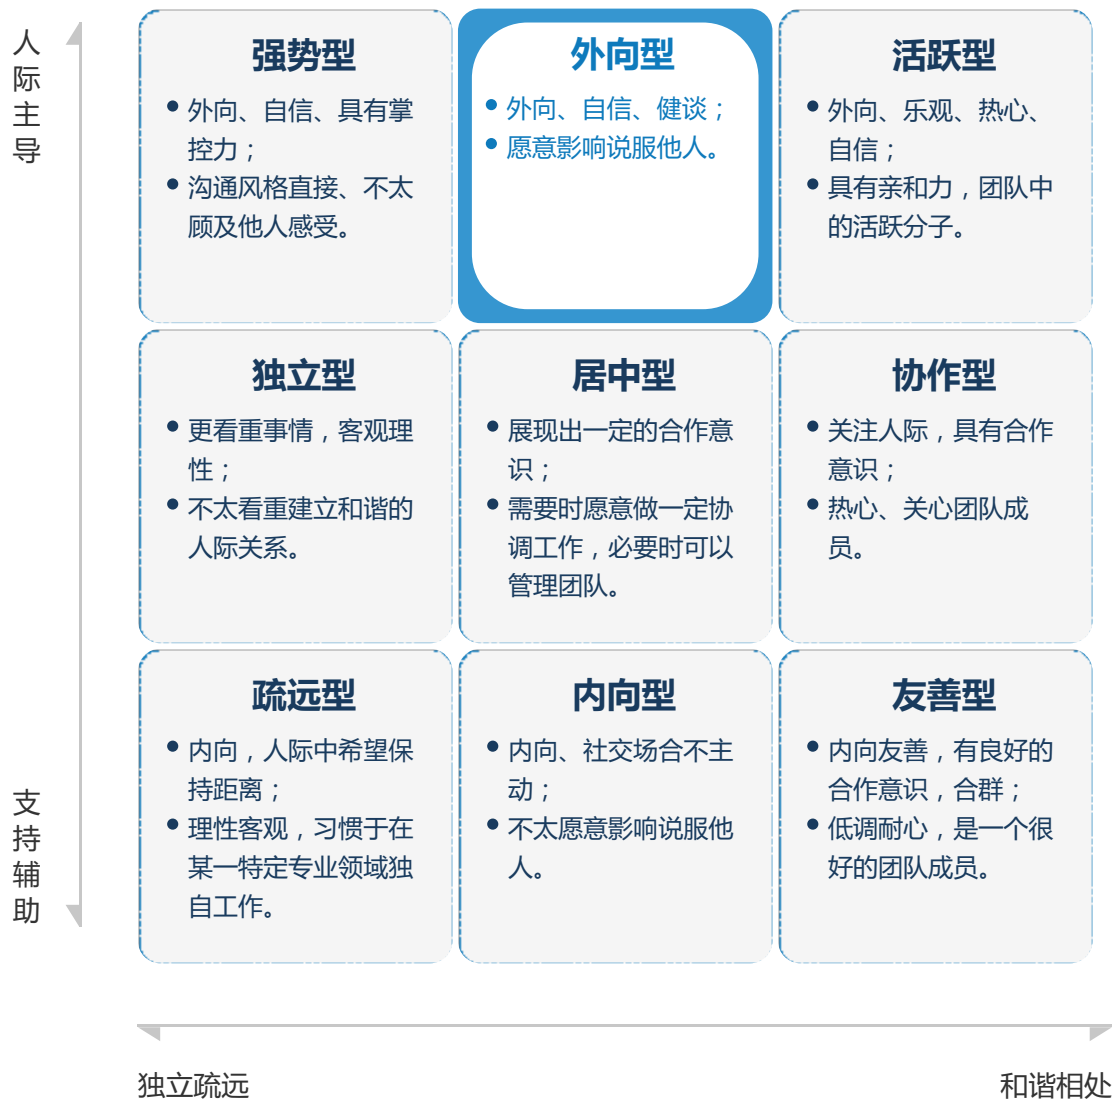 人际主导
强势型
● 外向、自信、具有掌
控力；
● 沟通风格直接、不太
顾及他人感受。
外向型
● 外向、自信、健谈；
● 愿意影响说服他人。
活跃型
● 外向、乐观、热心、
自信；
● 具有亲和力，团队中
的活跃分子。
独立型
● 更看重事情，客观理
性；
● 不太看重建立和谐的
人际关系。
居中型
● 展现出一定的合作意
识；
● 需要时愿意做一定协
调工作，必要时可以
管理团队。
协作型
● 关注人际，具有合作
意识；
● 热心、关心团队成
员。
支持辅助
疏远型
● 内向，人际中希望保
持距离；
● 理性客观，习惯于在
某一特定专业领域独
自工作。
内向型
● 内向、社交场合不主
动；
● 不太愿意影响说服他
人。
友善型
● 内向友善，有良好的
合作意识，合群；
● 低调耐心，是一个很
好的团队成员。
独立疏远
和谐相处